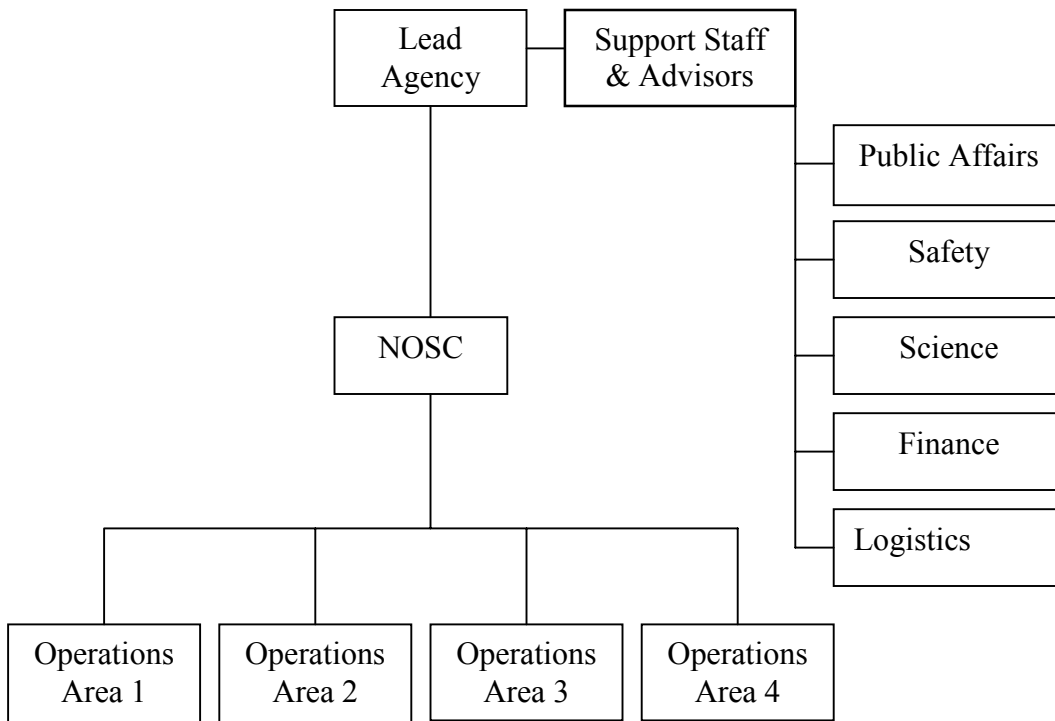 Lead
Agency
Support Staff
& Advisors
Public Affairs
Safety
NOSC
Science
Finance
Logistics
Operations
Area 1
Operations
Area 2
Operations
Area 3
Operations
Area 4